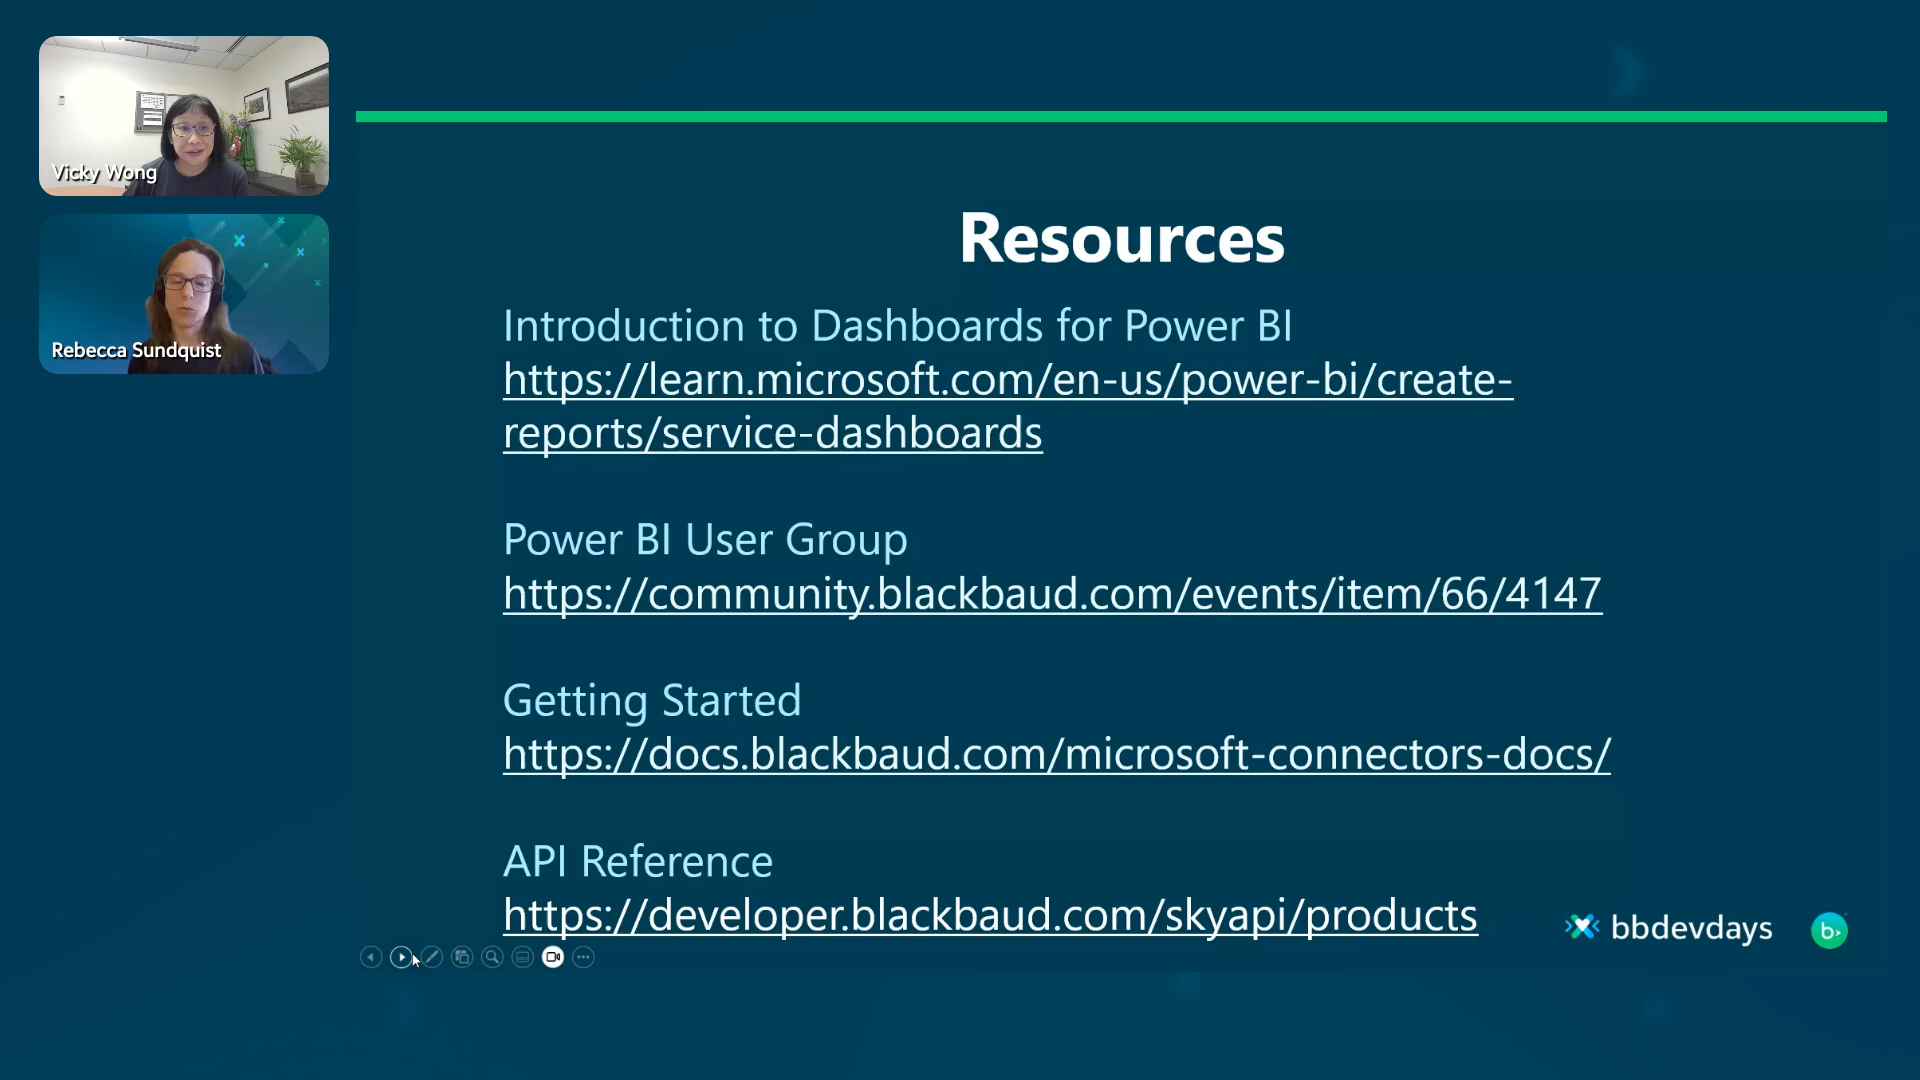 Vicky Wong
Rebecca Sundquist
Resources
Introduction to Dashboards for Power BI
https://learn.microsoft.com/en-us/power-bi/create-
reports/service-dashboards
Power BI User Group
https://community.blackbaud.com/events/item/66/4147
Getting Started
https://docs.blackbaud.com/microsoft-connectors-docs/
API Reference
https://developer.blackbaud.com/skyapi/products
bbdevdays
b>